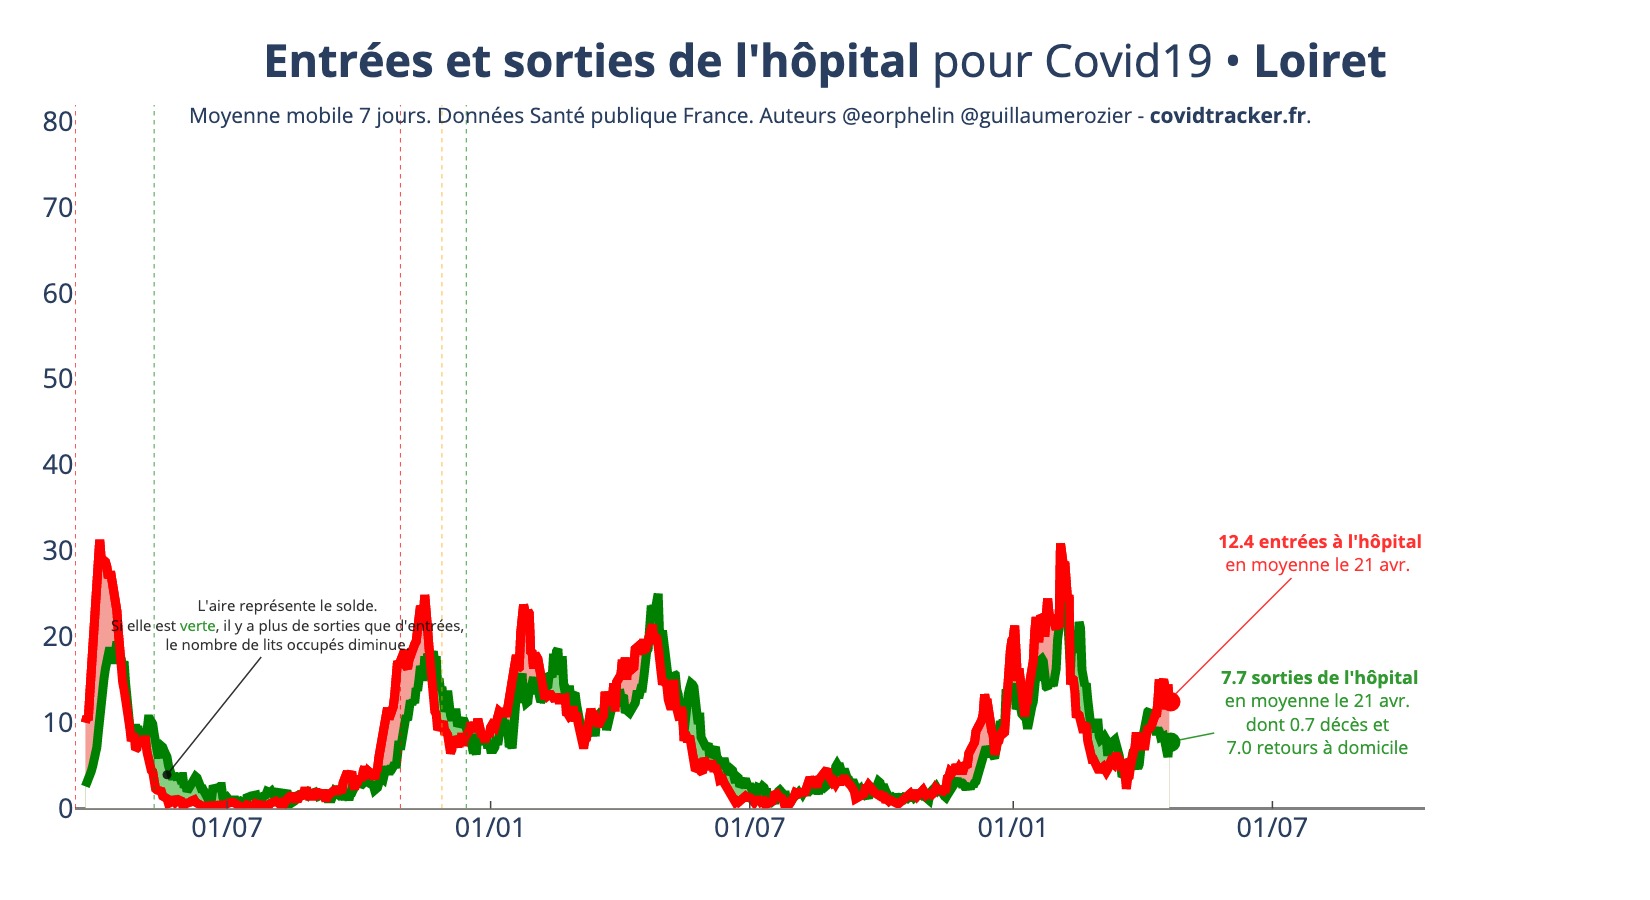 Entrées et sorties de l'hôpital pour Covid19 • Loiret
Moyenne mobile 7 jours. Données Santé publique France. Auteurs @eorphelin @guillaumerozier - covidtracker.fr.
80
70
60
50
40
30
20
10
0
L'aire représente le solde.
Si elle est verte, il y a plus de sorties que d'entrées,
le nombre de lits occupés diminue.
12.4 entrées à l'hôpital
en moyenne le 21 avr.
7.7 sorties de l'hôpital
en moyenne le 21 avr.
dont 0.7 décès et
7.0 retours à domicile
01/07
01/01
01/07
01/01
01/07